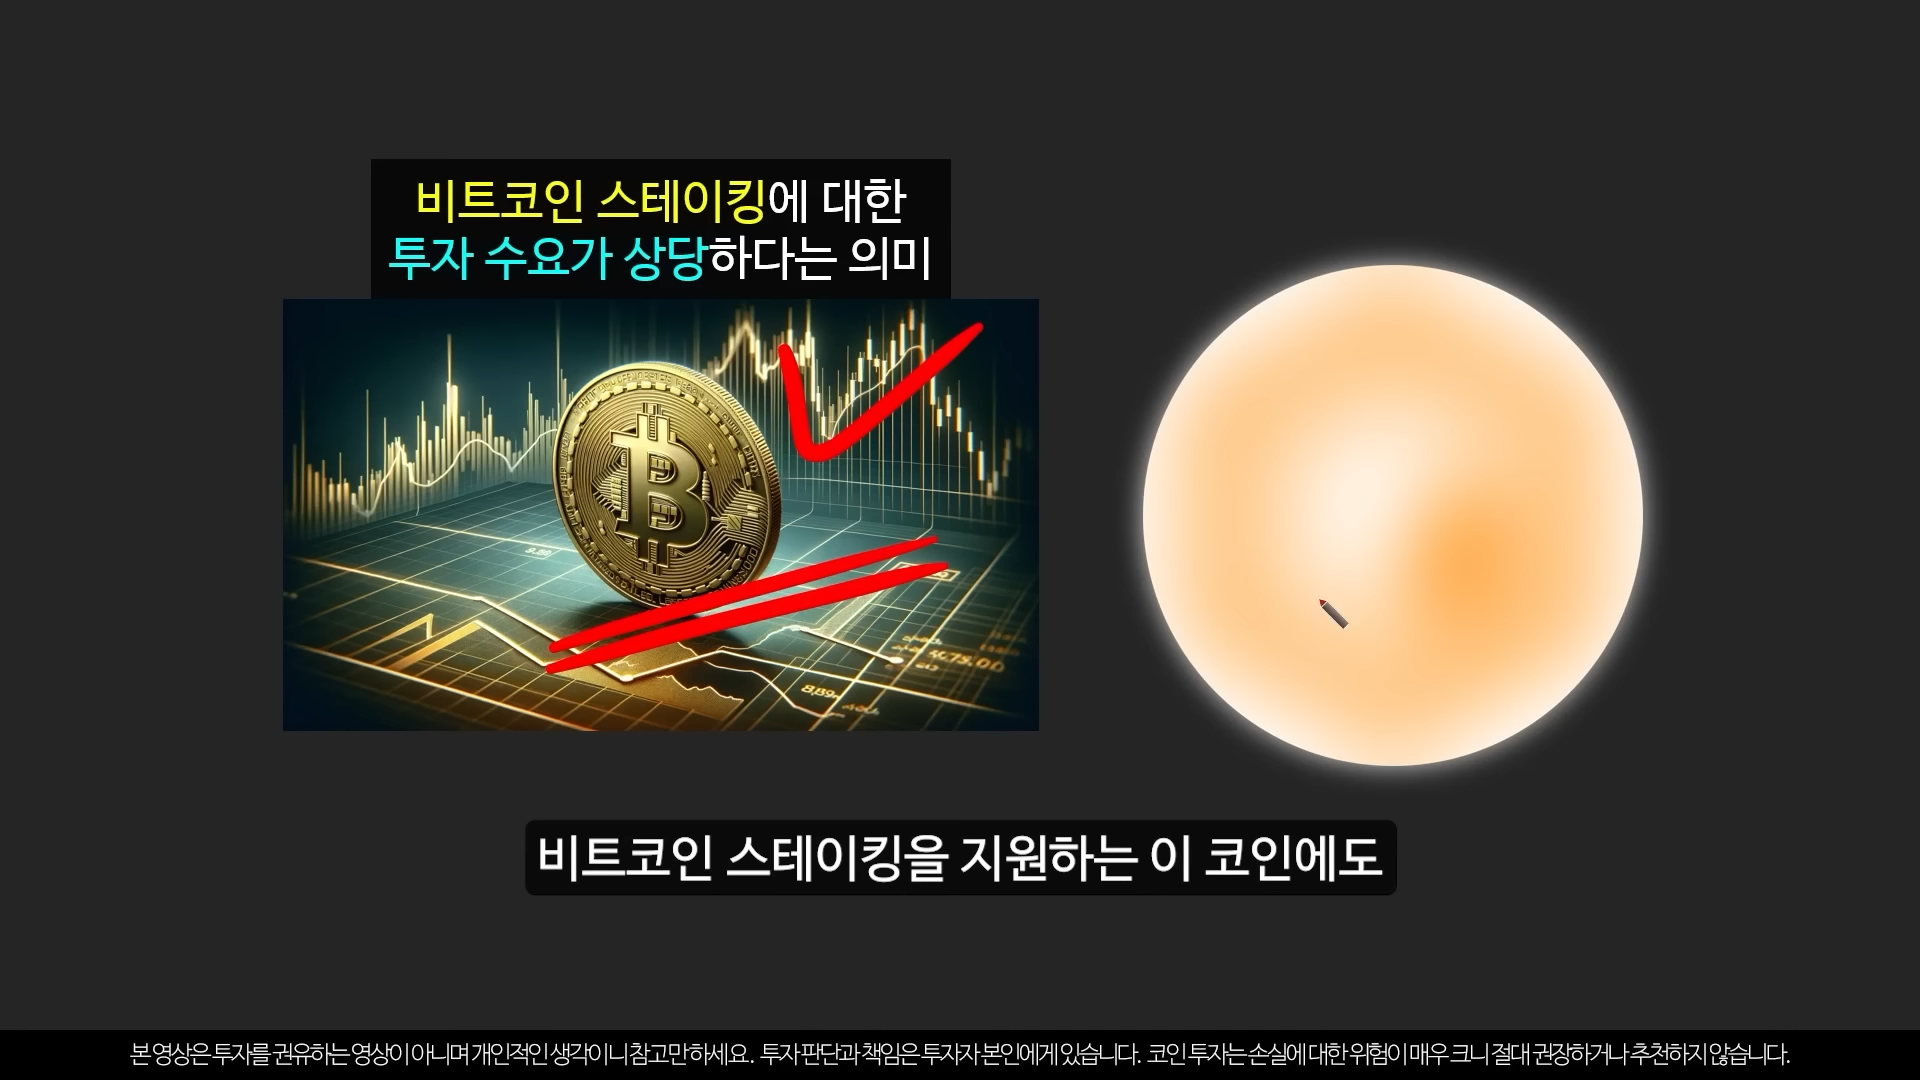 비트코인 스테이킹에 대한
투자 수요가 상당하다는 의미
비트코인 스테이킹을 지원하는 이 코인에도
본 영상은 투자를 권유하는 영상이 아니며 개인적인 생각이니 참고만 하세요. 투자 판단과 책임은 투자자 본인에게 있습니다. 코인 투자는 손실에 대한 위험이 매우 크니 절대 권장하거나 추천하지 않습니다.